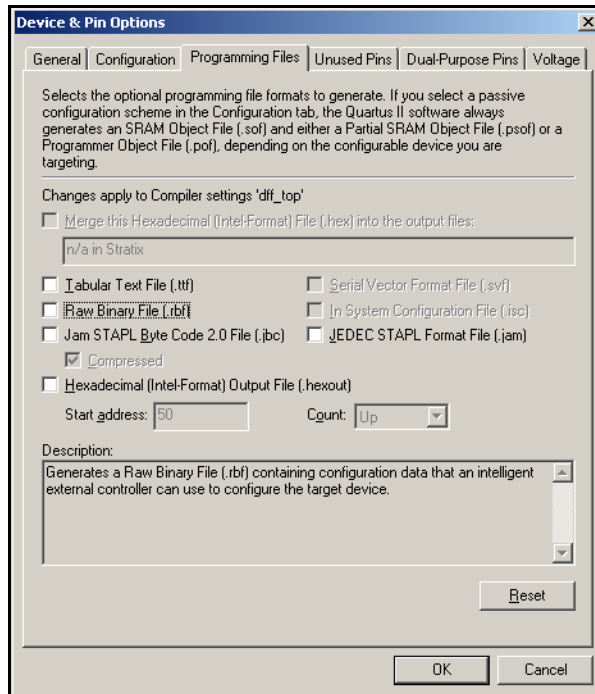 Device & Pin Options
General Configuration Programming Files Unused Pins Dual-Purpose Pins Voltage
Selects the optional programming file formats to generate. If you select a passive
configuration scheme in the Configuration tab, the Quartus II software always
generates an SRAM Object File (.sof) and either a Partial SRAM Object File (.psof) or a
Programmer Object File (.pof), depending on the configurable device you are
targeting.
Changes apply to Compiler settings 'dff_top'
Merge this Hexadecimal (Intel-Format) File (.hex) into the output files:
n/a in Stratix
Tabular Text File (.ttf) Serial Vector Format File (.svf)
Raw Binary File (.rbf) In System Configuration File (.isc)
Jam STAPL Byte Code 2.0 File (.jbc) JEDEC STAPL Format File (.jam)
Compressed
Hexadecimal (Intel-Format) Output File (.hexout)
Start address: 50 Count: Up
Description:
Generates a Raw Binary File (.rbf) containing configuration data that an intelligent
external controller can use to configure the target device.
Reset
OK Cancel